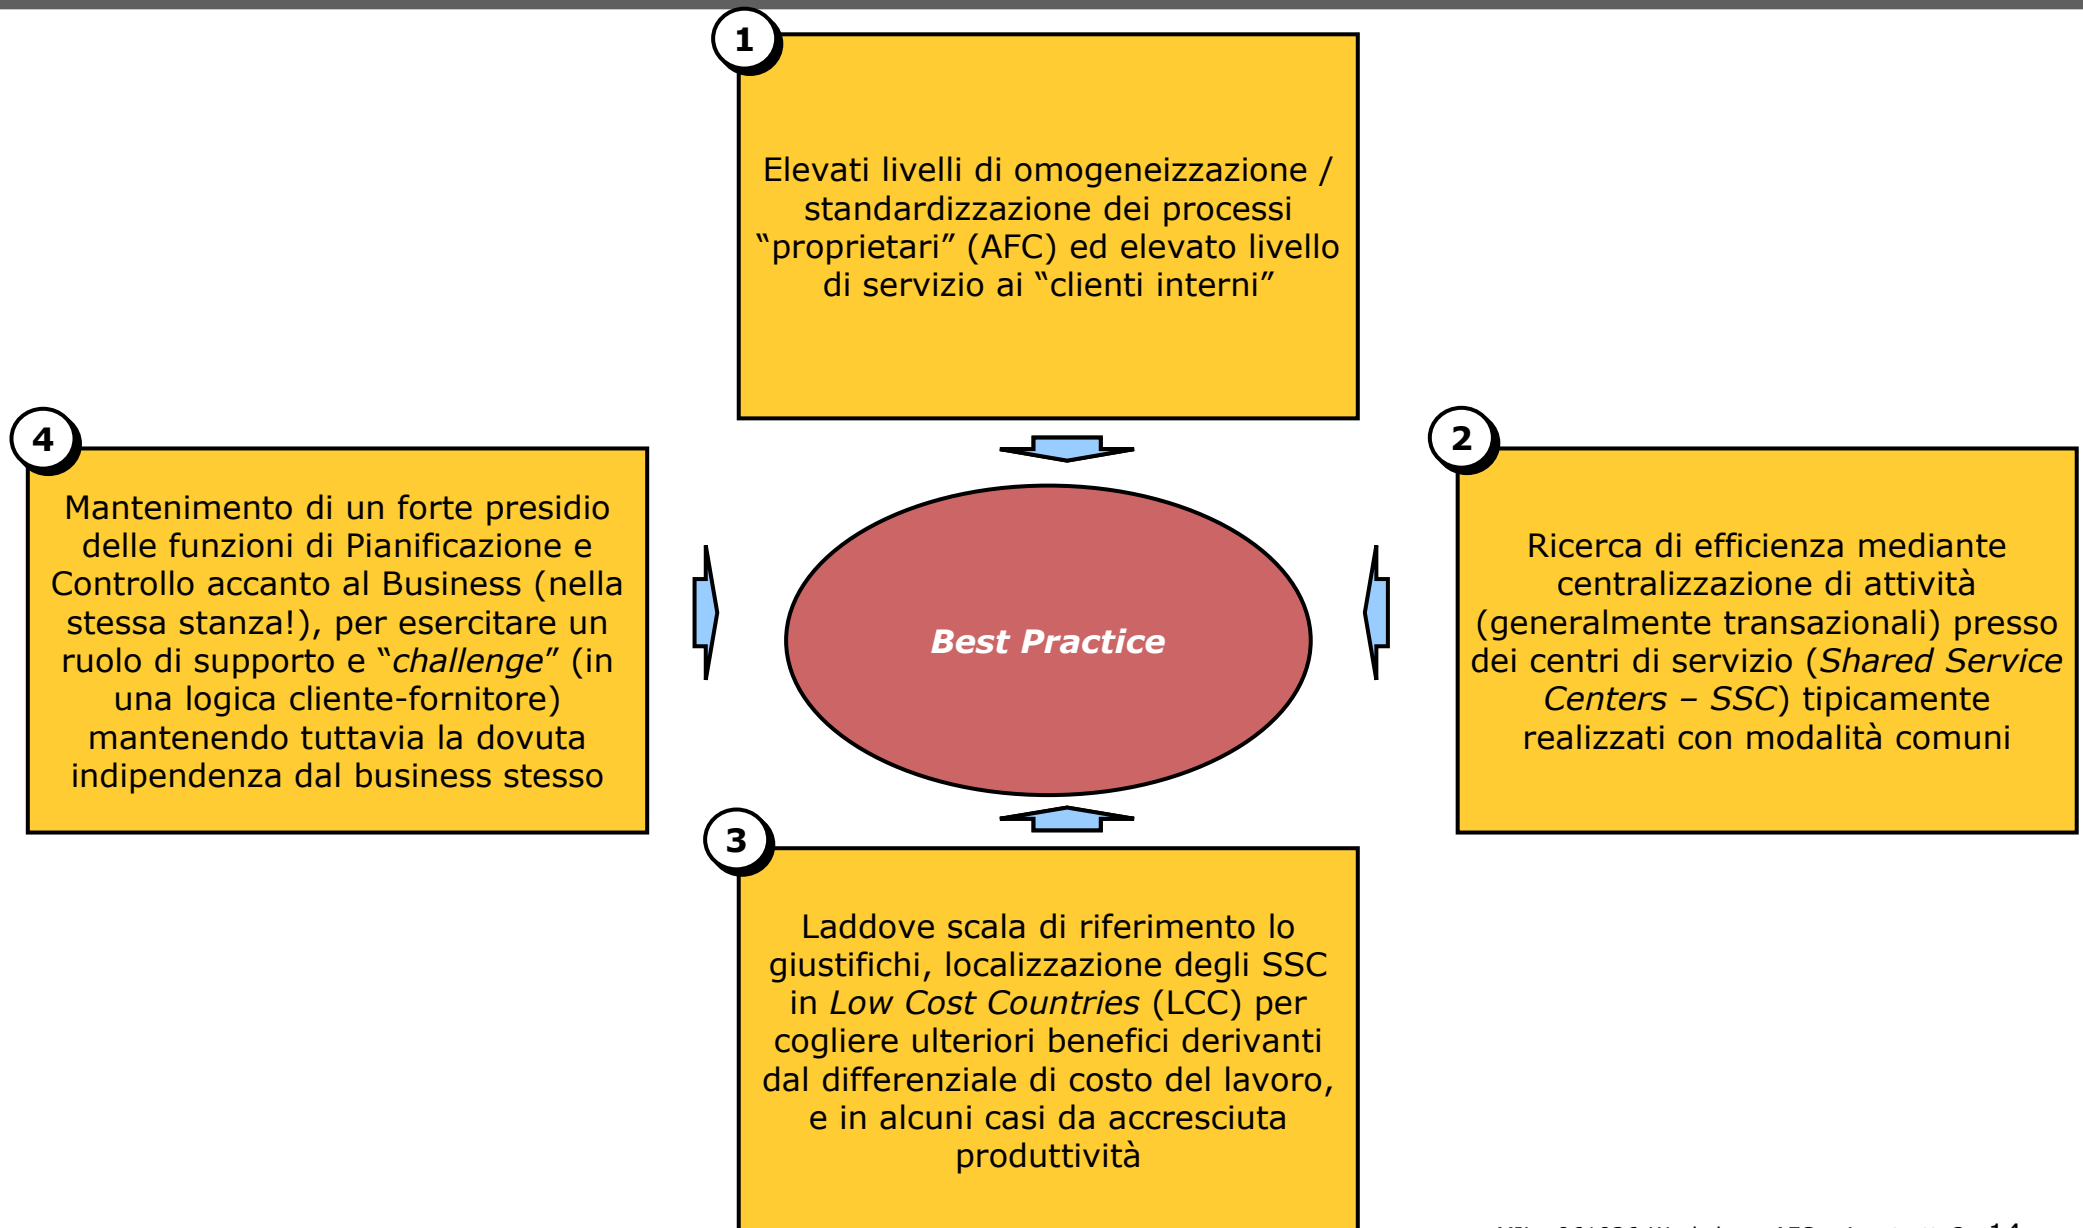 1
Elevati livelli di omogeneizzazione /
standardizzazione dei processi
“proprietari” (AFC) ed elevato livello
di servizio ai “clienti interni”
4
Mantenimento di un forte presidio
delle funzioni di Pianificazione e
Controllo accanto al Business (nella
stessa stanza!), per esercitare un
ruolo di supporto e “challenge” (in
una logica cliente-fornitore)
mantenendo tuttavia la dovuta
indipendenza dal business stesso
Best Practice
2
Ricerca di efficienza mediante
centralizzazione di attività
(generalmente transazionali) presso
dei centri di servizio (Shared Service
Centers – SSC) tipicamente
realizzati con modalità comuni
3
Laddove scala di riferimento lo
giustifichi, localizzazione degli SSC
in Low Cost Countries (LCC) per
cogliere ulteriori benefici derivanti
dal differenziale di costo del lavoro,
e in alcuni casi da accresciuta
produttività
14